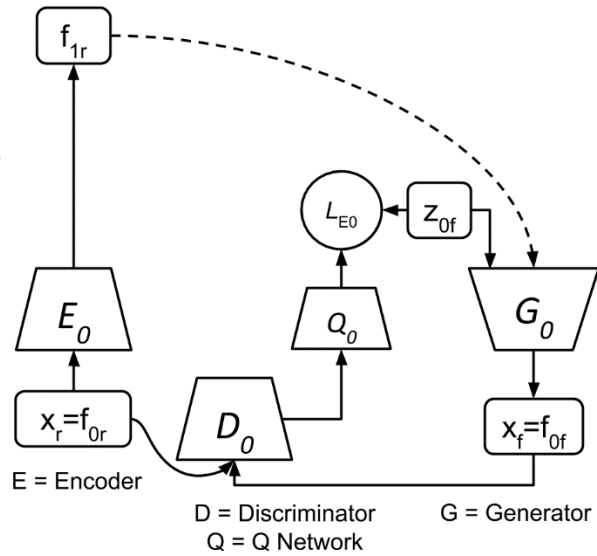 f1r
LE0
z0f
E0
Q0
G0
xr=f0r
D0
xf=f0f
E = Encoder
D = Discriminator
G = Generator
Q = Q Network